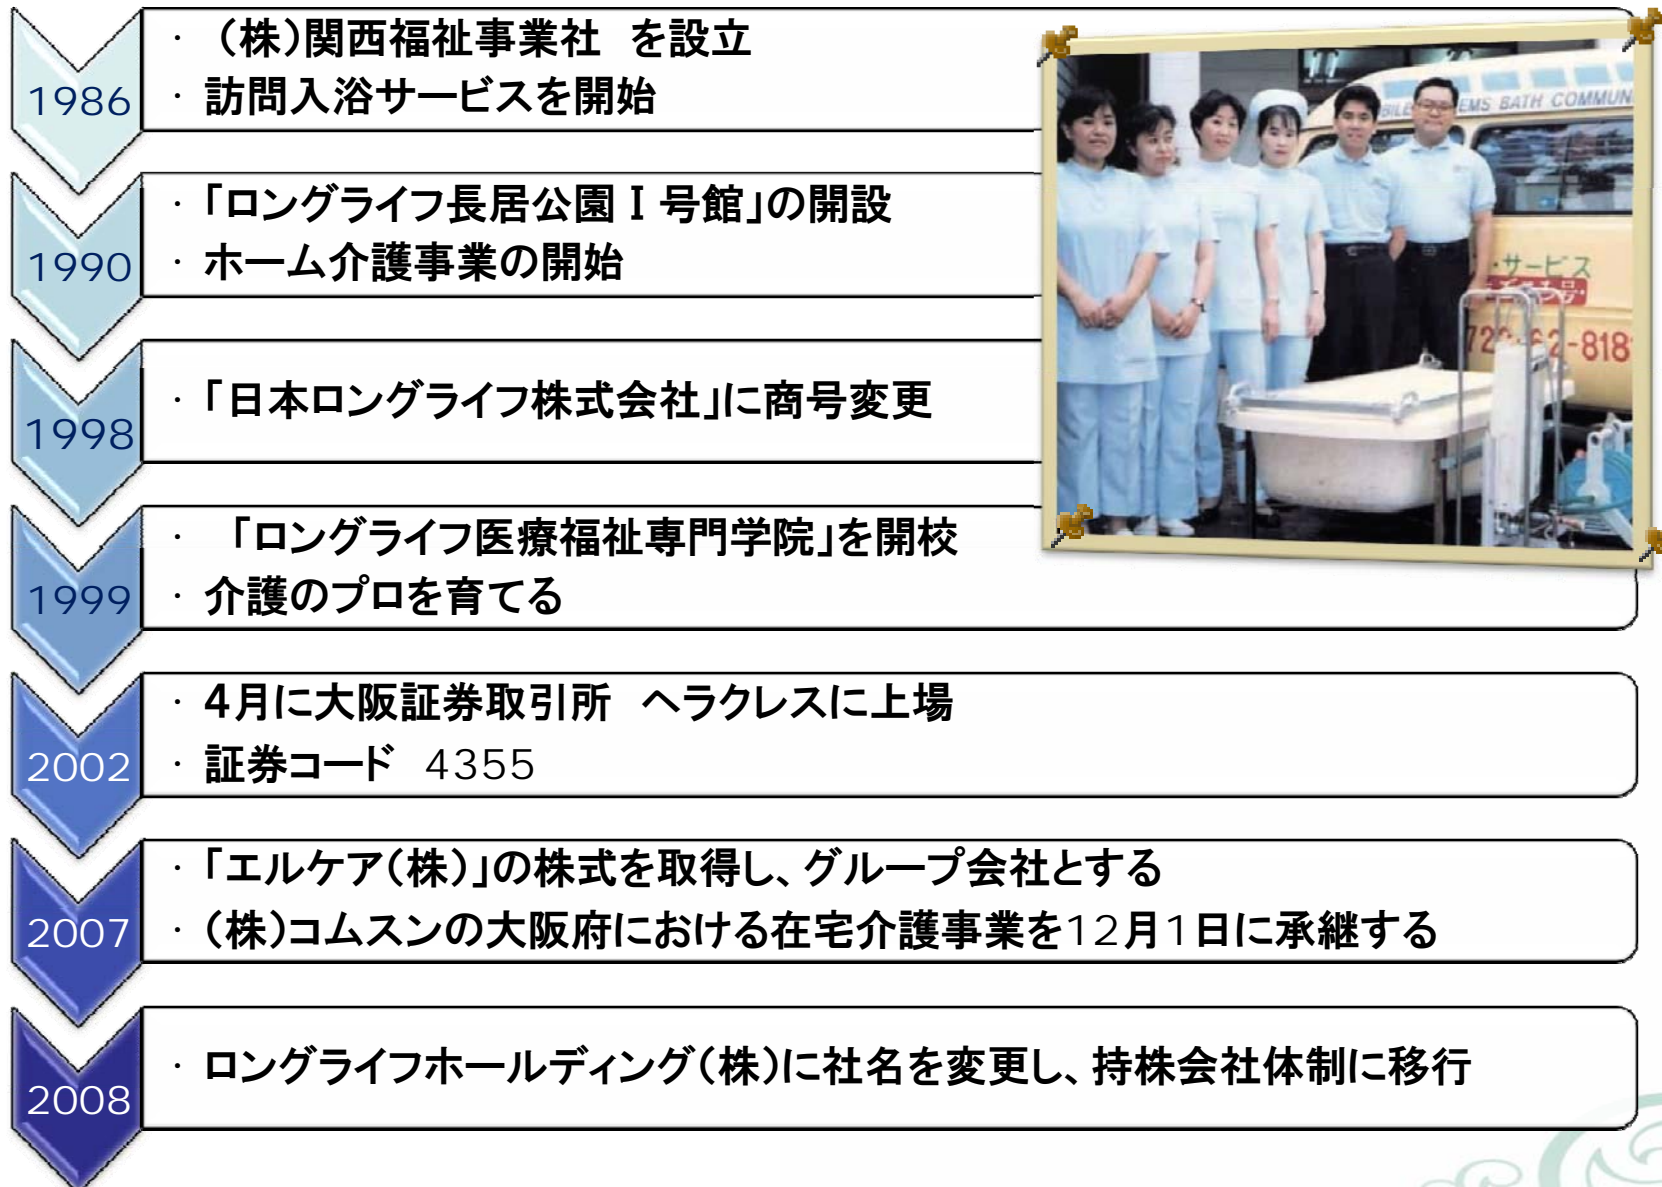 1986
・ （株）関西福祉事業社　を設立
・ 訪問入浴サービスを開始
1990
・ 「ロングライフ長居公園Ⅰ号館」の開設
・ ホーム介護事業の開始
1998
・ 「日本ロングライフ株式会社」に商号変更
1999
・ 「ロングライフ医療福祉専門学院」を開校
・ 介護のプロを育てる
2002
・ 4月に大阪証券取引所　ヘラクレスに上場
・ 証券コード　4355
2007
・ 「エルケア（株）」の株式を取得し、グループ会社とする
・ （株）コムスンの大阪府における在宅介護事業を12月1日に承継する
2008
・ ロングライフホールディング（株）に社名を変更し、持株会社体制に移行
EMS BATH COMMUN
・サービス
-818